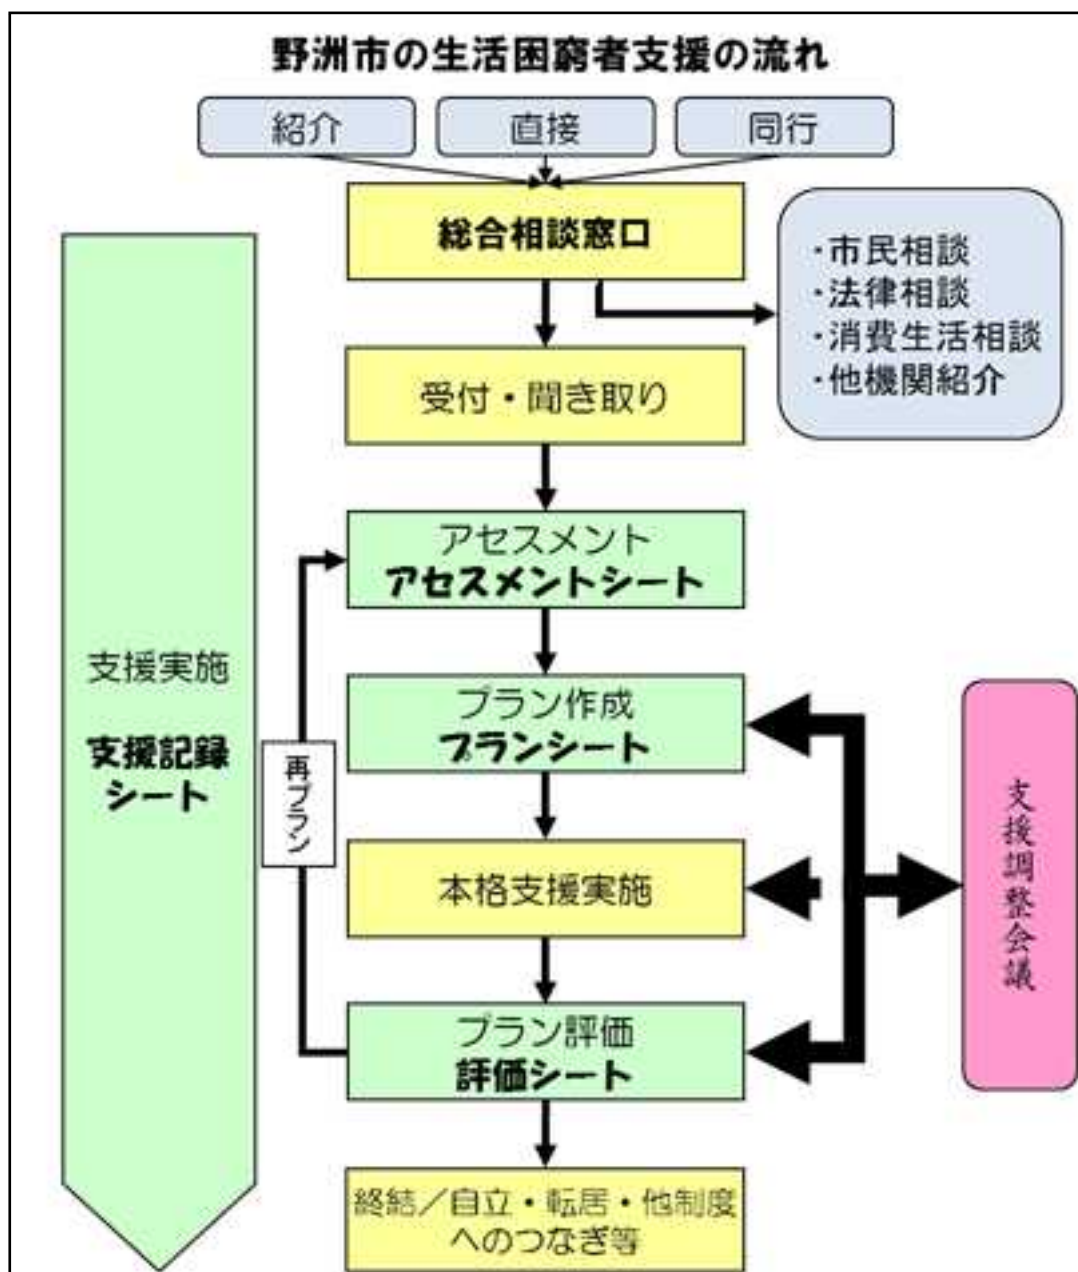 野洲市の生活困窮者支援の流れ
紹介
直接
同行
総合相談窓口
・市民相談
・法律相談
・消費生活相談
・他機関紹介
受付・聞き取り
アセスメント
アセスメントシート
支援実施
支援記録
シート
プラン作成
プランシート
再プラン
本格支援実施
支援調整会議
プラン評価
評価シート
終結／自立・転居・他制度
へのつなぎ等